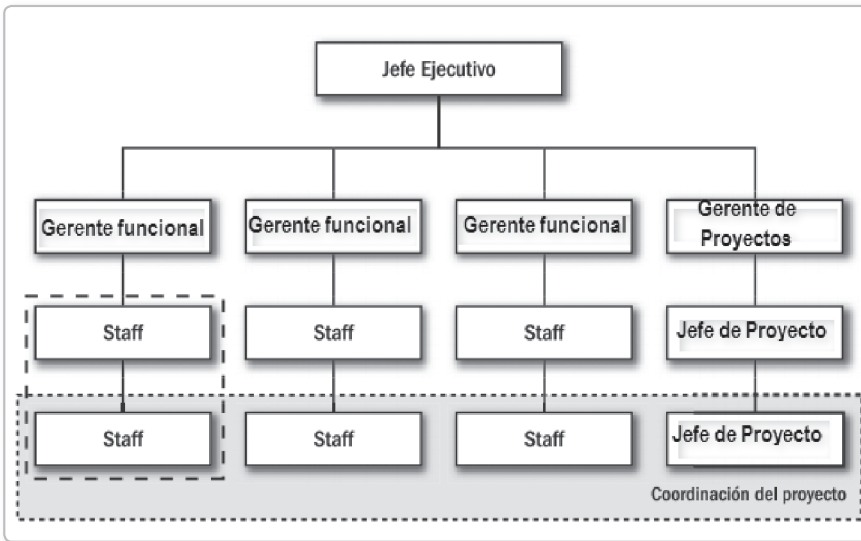 Jefe Ejecutivo
Gerente funcional
Gerente funcional
Gerente funcional
Gerente de
Proyectos
Staff
Staff
Staff
Jefe de Proyecto
Staff
Staff
Staff
Jefe de Proyecto
Coordinación del proyecto